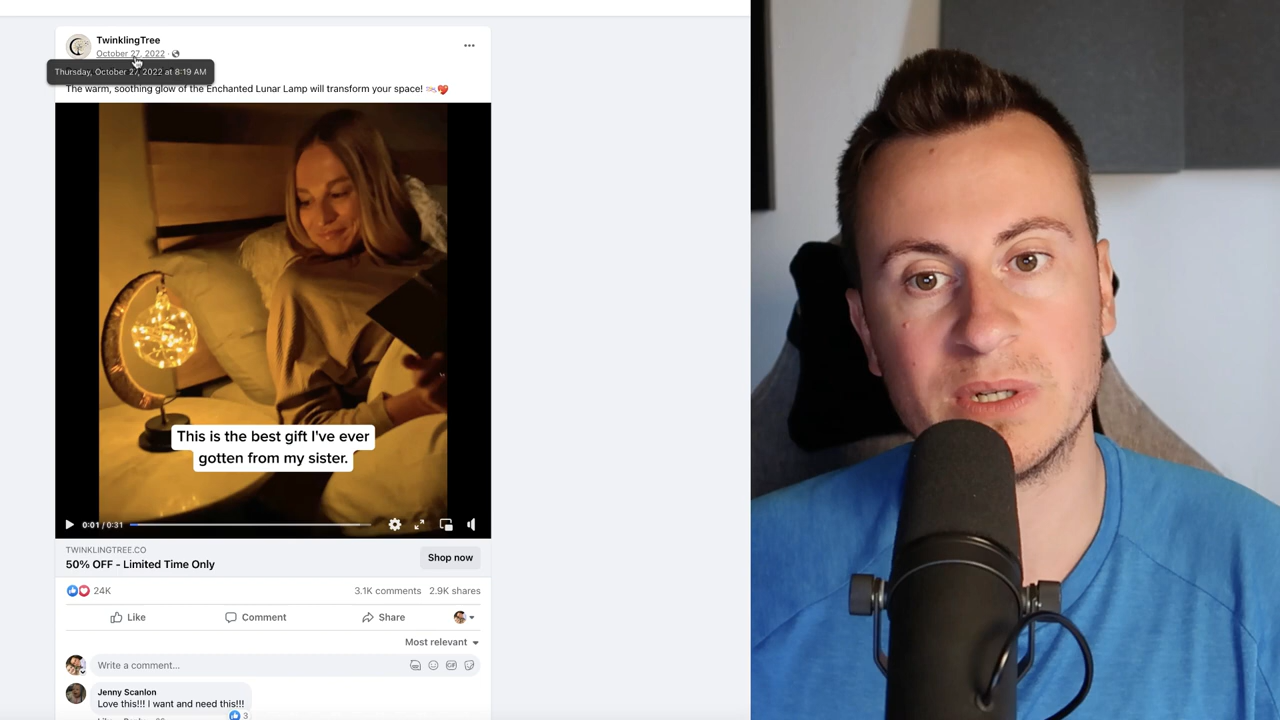 TwinklingTree
October 27, 2022 ·
Thursday, October 27, 2022 at 8:19 AM
The warm, soothing glow of the Enchanted Lunar Lamp will transform your space!
This is the best gift I've ever
gotten from my sister.
0:01 / 0:31
TWINKLINGTREE.CO
50% OFF - Limited Time Only
Shop now
24K
3.1K comments 2.9K shares
Like
Comment
Share
Most relevant
Write a comment...
GIF
Jenny Scanlon
Love this!!! I want and need this!!!
3